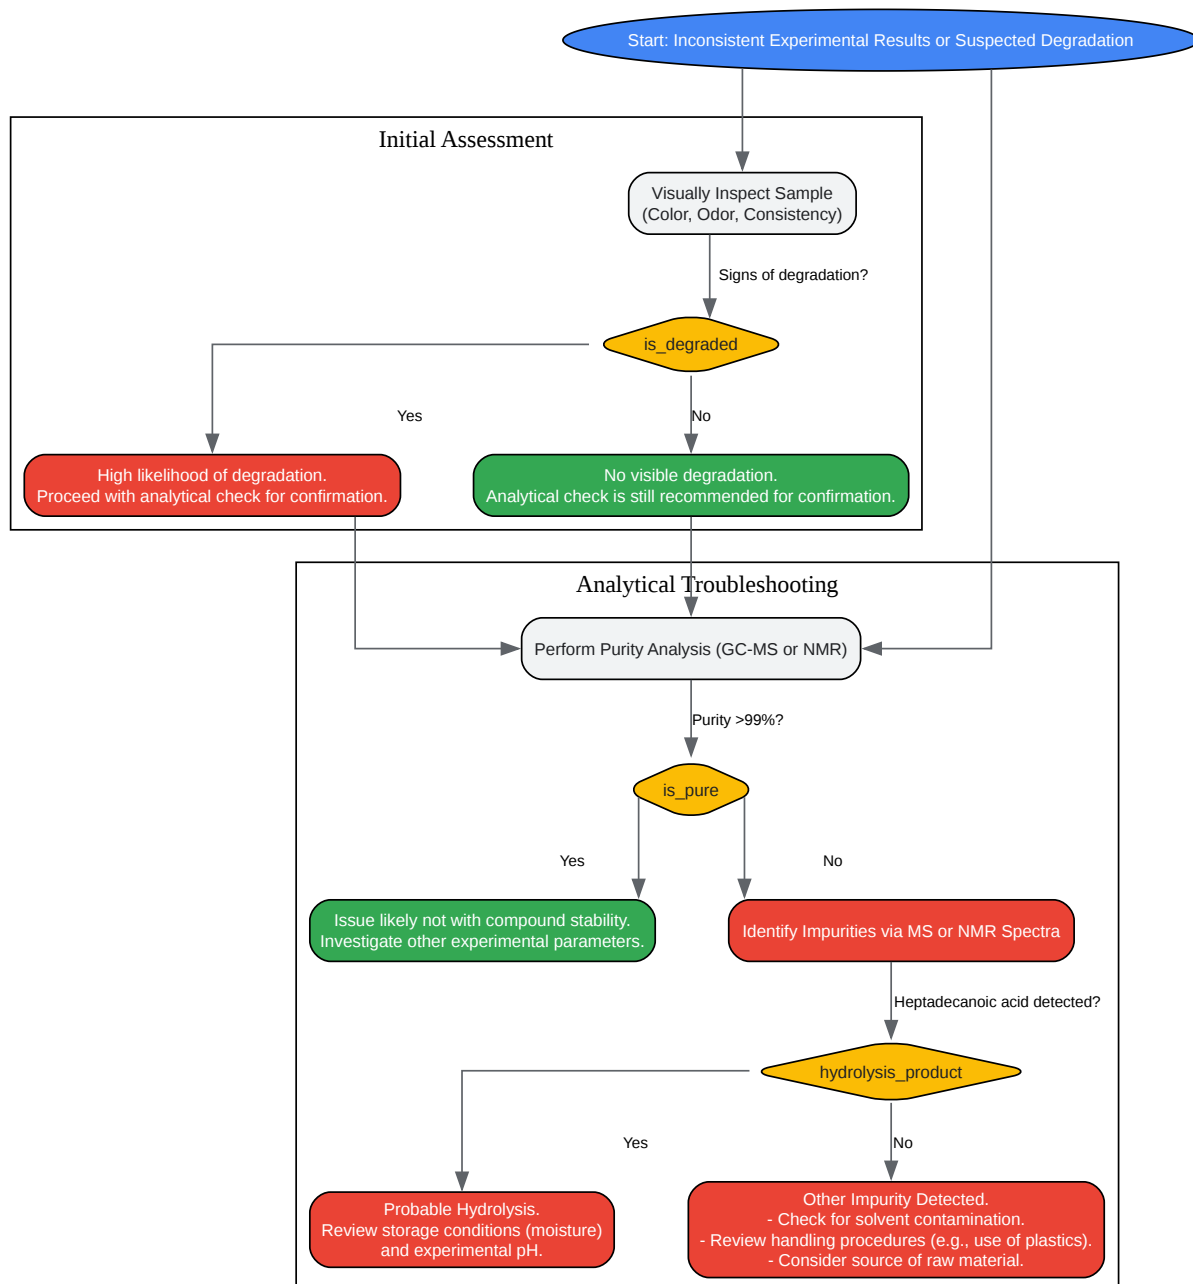 Start: Inconsistent Experimental Results or Suspected Degradation
Initial Assessment
Visually Inspect Sample
(Color, Odor, Consistency)
Signs of degradation?
is_degraded
Yes
No
High likelihood of degradation.
Proceed with analytical check for confirmation.
No visible degradation.
Analytical check is still recommended for confirmation.
Analytical Troubleshooting
Perform Purity Analysis (GC-MS or NMR)
Purity >99%?
is_pure
Yes
No
Issue likely not with compound stability.
Investigate other experimental parameters.
Identify Impurities via MS or NMR Spectra
Heptadecanoic acid detected?
hydrolysis_product
Yes
No
Probable Hydrolysis.
Review storage conditions (moisture)
and experimental pH.
Other Impurity Detected.
- Check for solvent contamination.
- Review handling procedures (e.g., use of plastics).
- Consider source of raw material.